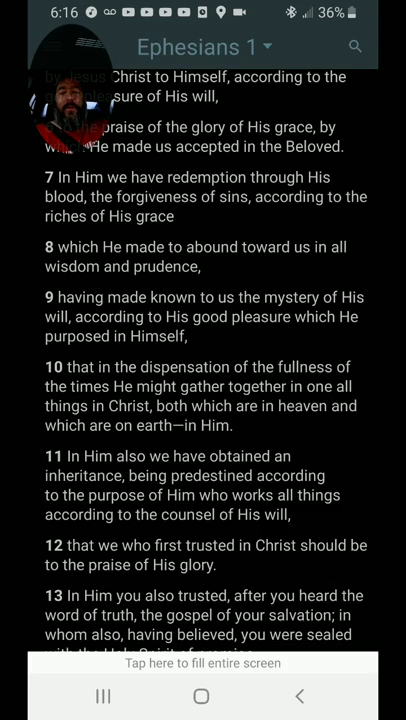 6:16 36%
Ephesians 1
by Jesus Christ to Himself, according to the
pleasure of His will,
the praise of the glory of His grace, by
He made us accepted in the Beloved.
7 In Him we have redemption through His
blood, the forgiveness of sins, according to the
riches of His grace
8 which He made to abound toward us in all
wisdom and prudence,
9 having made known to us the mystery of His
will, according to His good pleasure which He
purposed in Himself,
10 that in the dispensation of the fullness of
the times He might gather together in one all
things in Christ, both which are in heaven and
which are on earth—in Him.
11 In Him also we have obtained an
inheritance, being predestined according
to the purpose of Him who works all things
according to the counsel of His will,
12 that we who first trusted in Christ should be
to the praise of His glory.
13 In Him you also trusted, after you heard the
word of truth, the gospel of your salvation; in
whom also, having believed, you were sealed
with the Holy Spirit of promise
Tap here to fill entire screen